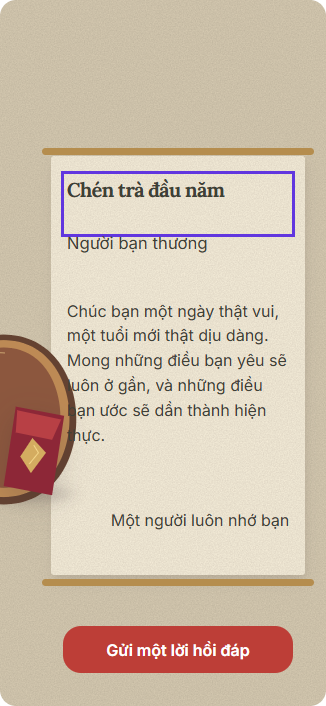 Chén trà đầu năm
Người bạn thương
Chúc bạn một ngày thật vui,
một tuổi mới thật dịu dàng.
Mong những điều bạn yêu sẽ
luôn ở gần, và những điều
bạn ước sẽ dần thành hiện
thực.
Một người luôn nhớ bạn
Gửi một lời hồi đáp